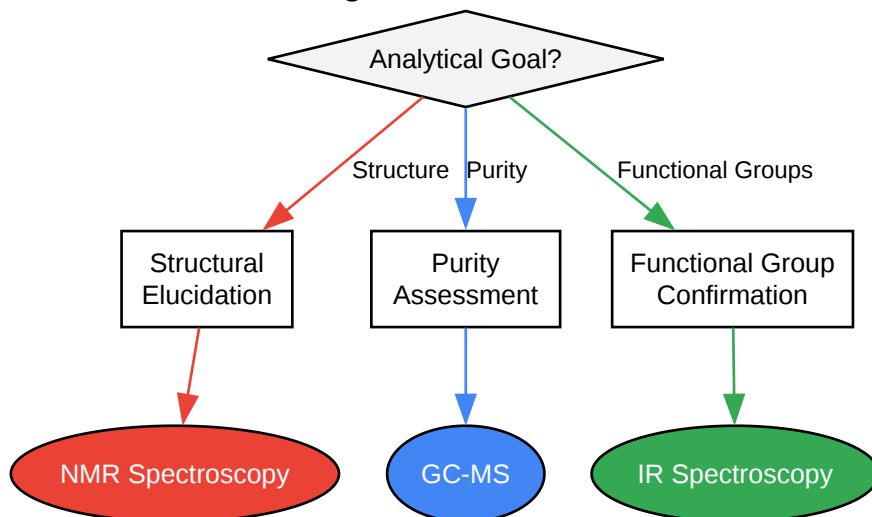 Analytical Goal?
Structure
Purity
Functional Groups
Structural
Elucidation
Purity
Assessment
Functional Group
Confirmation
NMR Spectroscopy
GC-MS
IR Spectroscopy